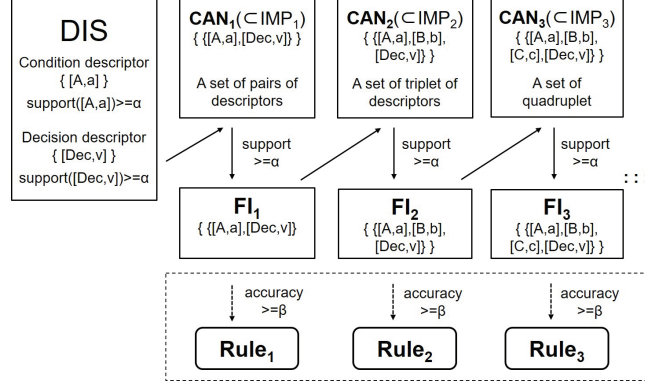 DIS
Condition descriptor
{ [A,a] }
support([A,a])>=α
Decision descriptor
{ [Dec,v] }
support([Dec,v])>=α
CAN₁(⊂IMP₁)
{ {[A,a],[Dec,v]} }
A set of pairs of
descriptors
support
>=α
FI₁
{ {[A,a],[Dec,v]}
accuracy
>=β
Rule₁
CAN₂(⊂IMP₂)
{ {[A,a],[B,b],
[Dec,v]} }
A set of triplet of
descriptors
support
>=α
FI₂
{ {[A,a],[B,b],
[Dec,v]} }
accuracy
>=β
Rule₂
CAN₃(⊂IMP₃)
{ {[A,a],[B,b],
[C,c],[Dec,v]} }
A set of
quadruplet
support
>=α
FI₃
{ {[A,a],[B,b],
[C,c],[Dec,v]} }
accuracy
>=β
Rule₃